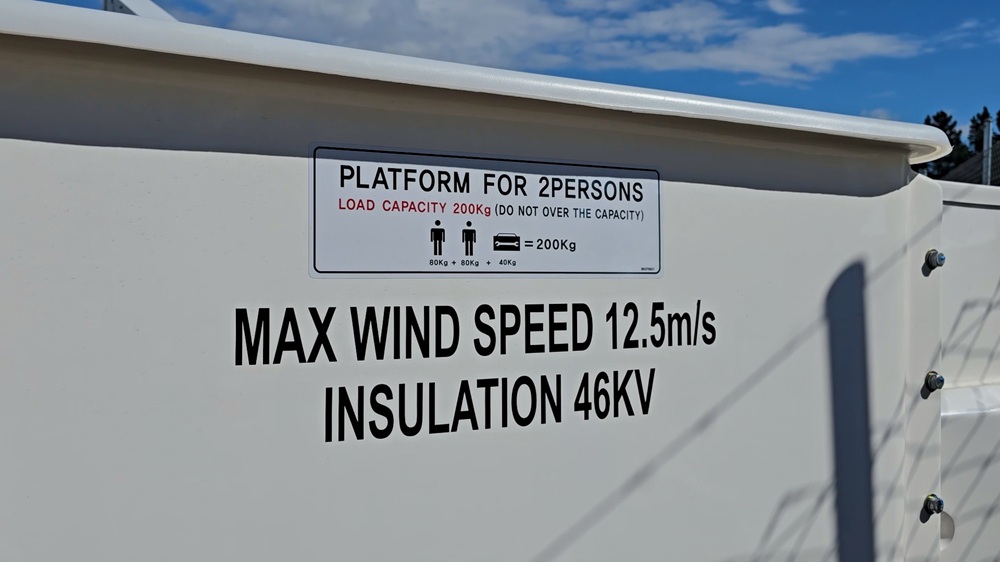 PLATFORM FOR 2PERSONS
LOAD CAPACITY 200Kg (DO NOT OVER THE CAPACITY)
= 200Kg
80Kg + 80Kg + 40Kg
MAX WIND SPEED 12.5m/s
INSULATION 46KV